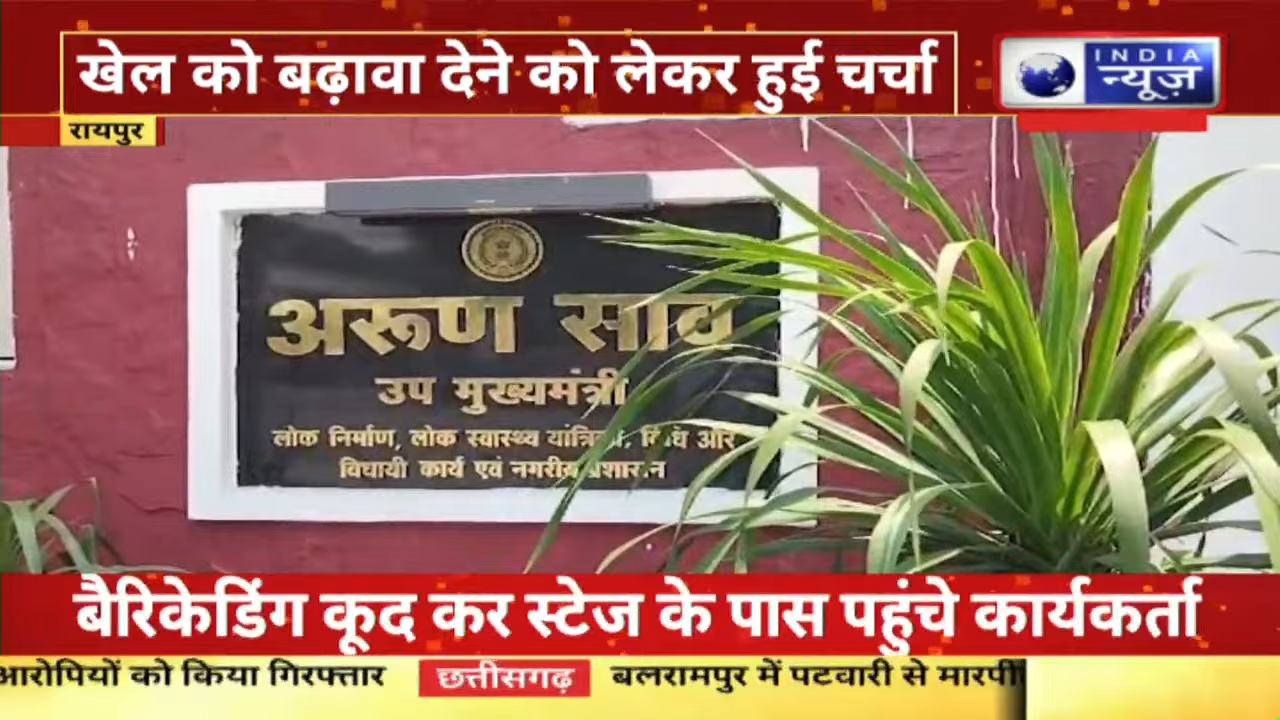 खेल को बढ़ावा देने को लेकर हुई चर्चा
INDIA
न्यूज़
रायपुर
अरूण साव
उप मुख्यमंत्री
लोक निर्माण, लोक स्वास्थ्य यांत्रिकी, विधि और
विधायी कार्य एवं नगरीय प्रशासन
बैरिकेडिंग कूद कर स्टेज के पास पहुंचे कार्यकर्ता
आरोपियों को किया गिरफ्तार छत्तीसगढ़ बलरामपुर में पटवारी से